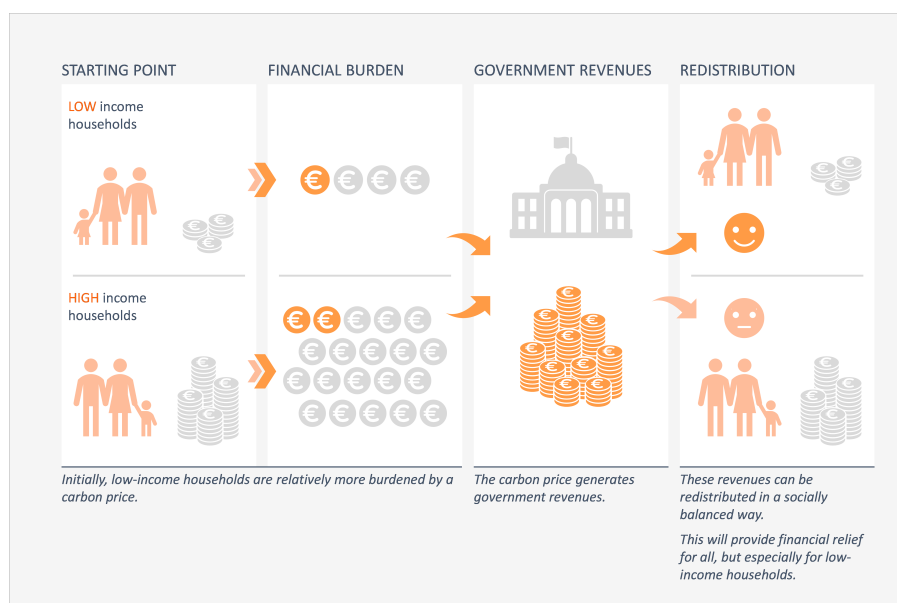 STARTING POINT
FINANCIAL BURDEN
GOVERNMENT REVENUES
REDISTRIBUTION
LOW income
households
HIGH income
households
Initially, low-income households are relatively more burdened by a
carbon price.
The carbon price generates
government revenues.
These revenues can be
redistributed in a socially
balanced way.
This will provide financial relief
for all, but especially for low-
income households.